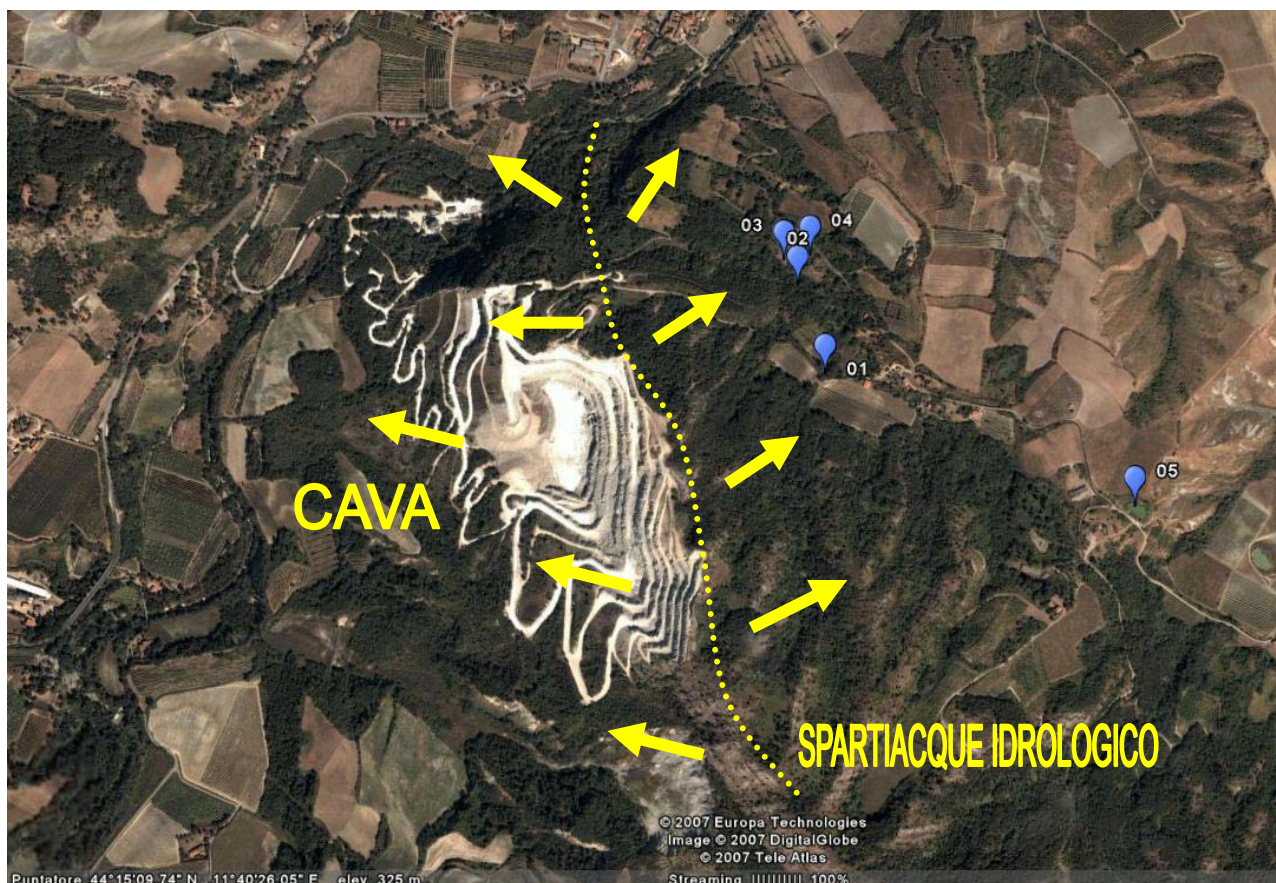 03
04
02
01
05
CAVA
SPARTIACQUE IDROLOGICO
© 2007 Europa Technologies
Image © 2007 DigitalGlobe
© 2007 Tele Atlas
Puntatore 44°15'09.74" N 11°40'26.05" E elev 325 m
Streaming |||||||||| 100%